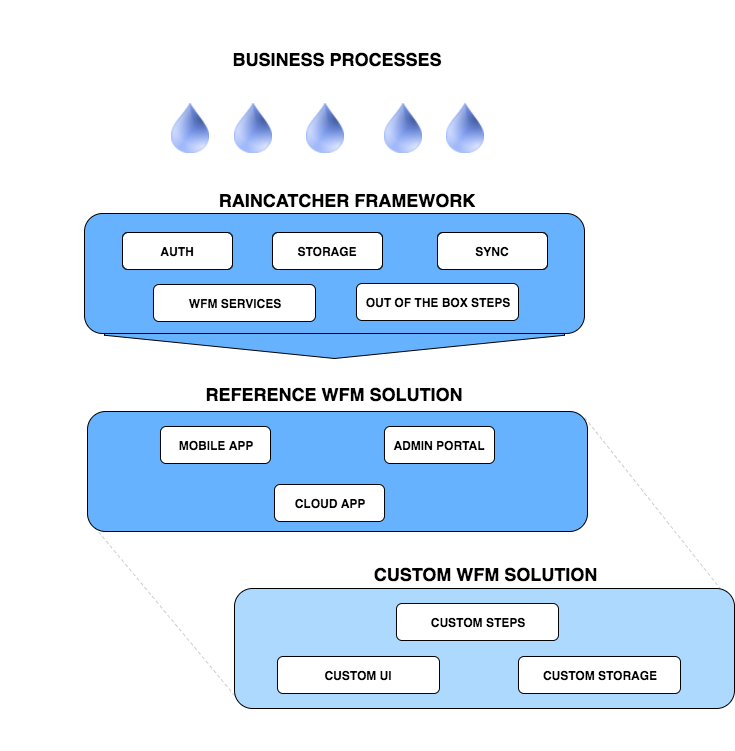 BUSINESS PROCESSES
RAINCATCHER FRAMEWORK
AUTH
STORAGE
SYNC
WFM SERVICES
OUT OF THE BOX STEPS
REFERENCE WFM SOLUTION
MOBILE APP
ADMIN PORTAL
CLOUD APP
CUSTOM WFM SOLUTION
CUSTOM STEPS
CUSTOM UI
CUSTOM STORAGE